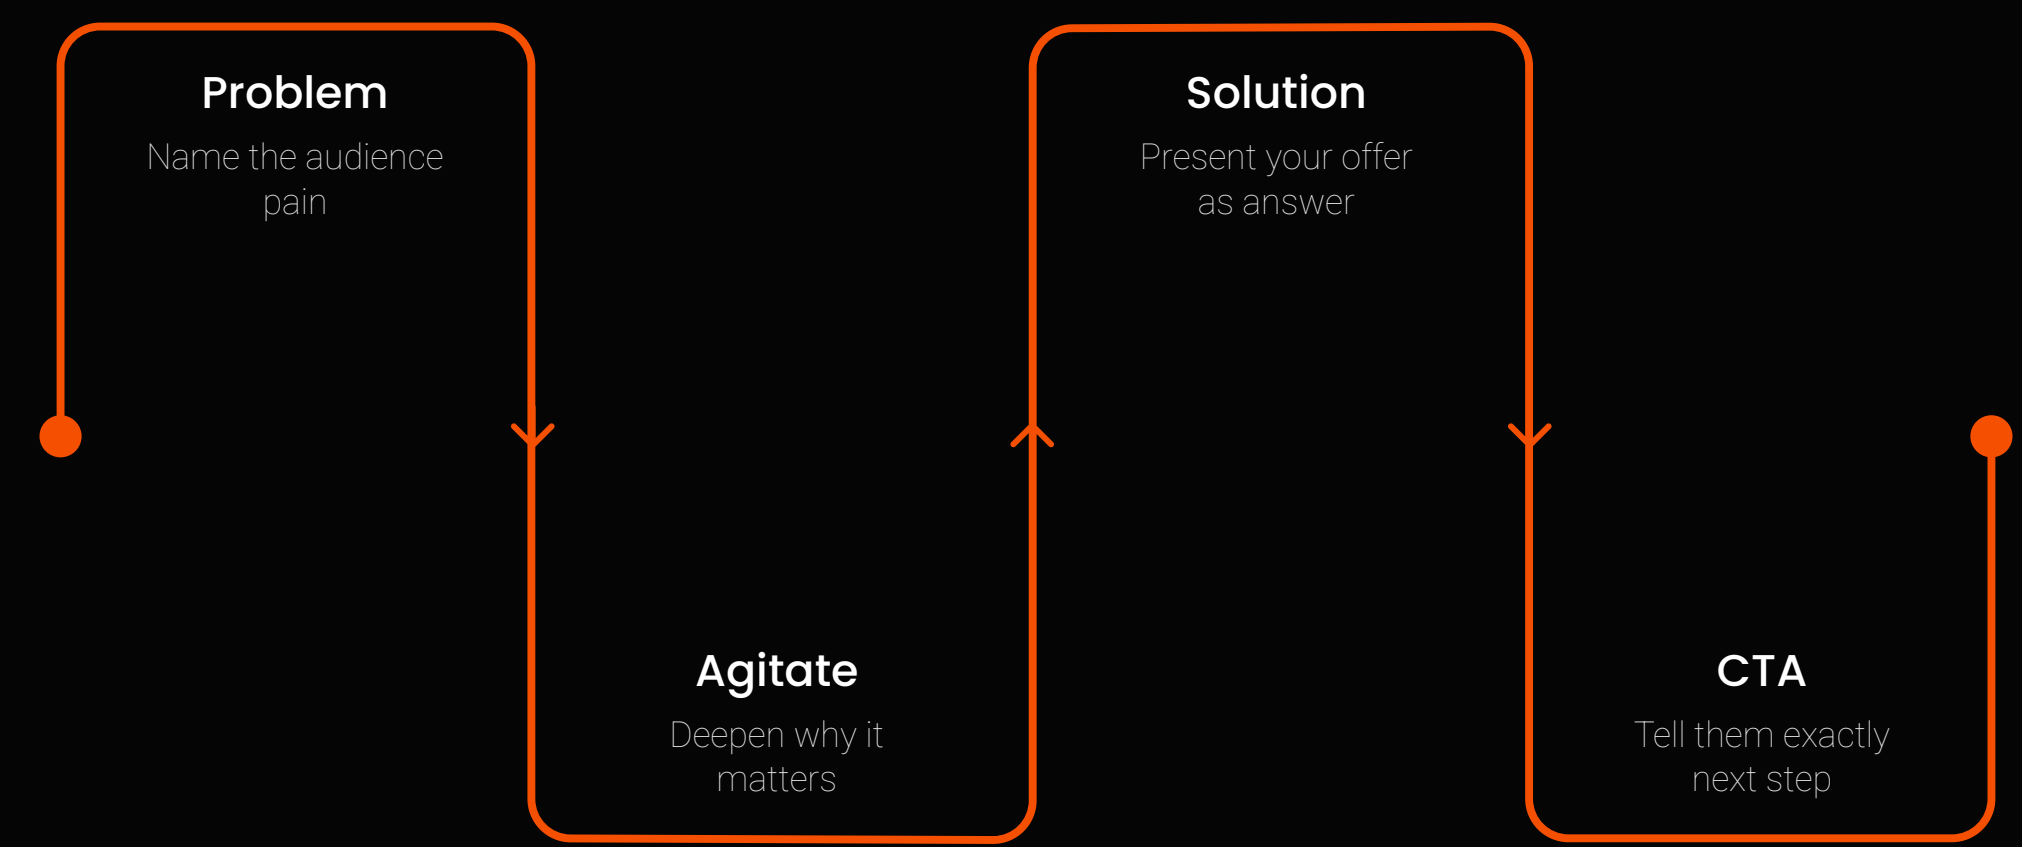 Problem
Name the audience
pain
Agitate
Deepen why it
matters
Solution
Present your offer
as answer
CTA
Tell them exactly
next step